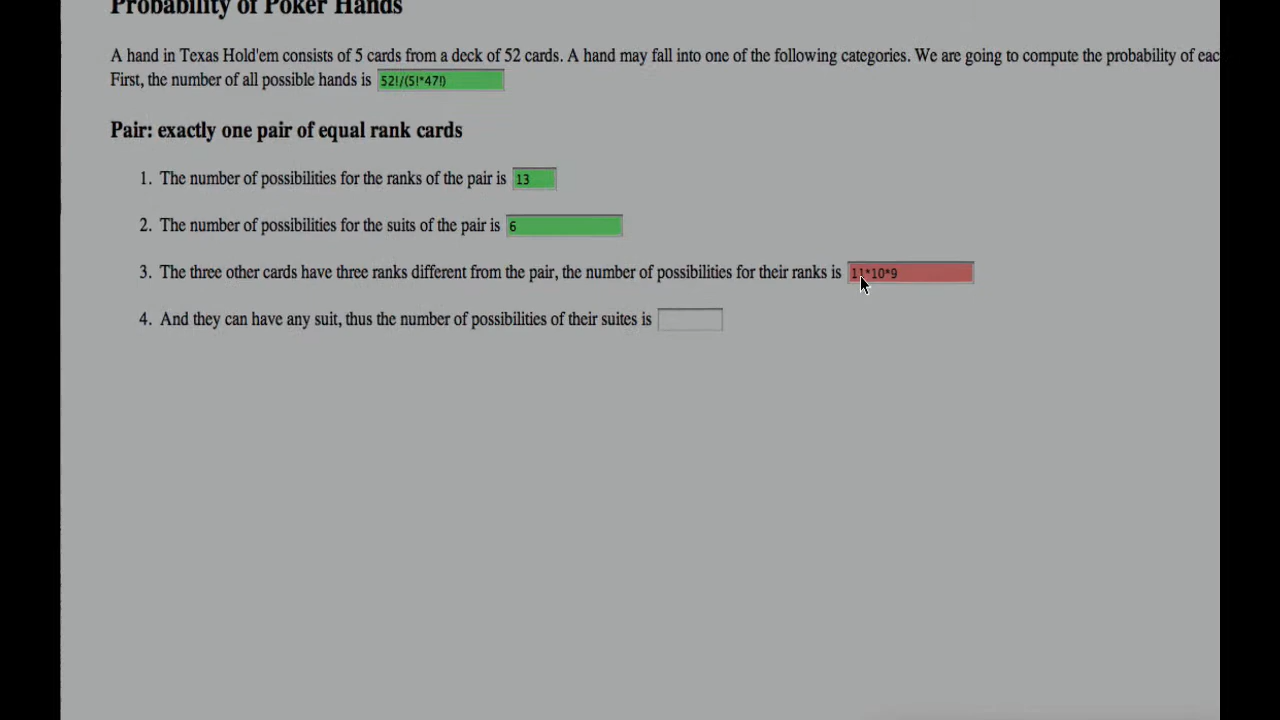 Probability of Poker Hands
A hand in Texas Hold'em consists of 5 cards from a deck of 52 cards. A hand may fall into one of the following categories. We are going to compute the probability of
First, the number of all possible hands is 52!/(5!*47!)
Pair: exactly one pair of equal rank cards
1. The number of possibilities for the ranks of the pair is 13
2. The number of possibilities for the suits of the pair is 6
3. The three other cards have three ranks different from the pair, the number of possibilities for their ranks is 11*10*9
4. And they can have any suit, thus the number of possibilities of their suites is